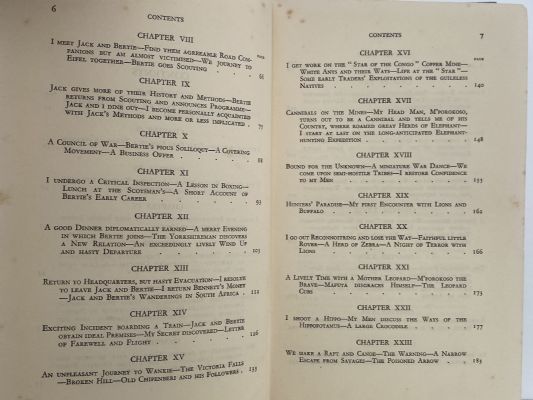 6
CONTENTS
CHAPTER VIII
PAGE
I meet Jack and Bertie—Find them agreeable Road Com-
panions but am almost victimised—We journey to
Eiffel together—Bertie goes Scouting . . 65
CHAPTER IX
Jack gives more of their History and Methods—Bertie
returns from Scouting and announces Programme—
Jack and I dine out—I become personally acquainted
with Jack's Methods and more or less implicated . 75
CHAPTER X
A Council of War—Bertie's pious Soliloquy—A covering
Movement—A Business Offer . . . 88
CHAPTER XI
I undergo a Critical Inspection—A Lesson in Boxing—
Lunch at the Scotsman's—A Short Account of
Bertie's Early Career . . . . 93
CHAPTER XII
A good Dinner diplomatically earned—A merry Evening
in which Bertie joins—The Yorkshireman discovers
a New Relation—An exceedingly lively Wind Up
and hasty Departure . . . . 103
CHAPTER XIII
Return to Headquarters, but hasty Evacuation—I resolve
to leave Jack and Bertie—I return Bennett's Money
—Jack and Bertie's Wanderings in South Africa . 112
CHAPTER XIV
Exciting Incident boarding a Train—Jack and Bertie
obtain ideal Premises—My Secret discovered—Letter
of Farewell and Flight . . . . 126
CHAPTER XV
An unpleasant Journey to Wankie—The Victoria Falls
—Broken Hill—Old Chipenberi and his Followers . 135
CONTENTS
7
CHAPTER XVI
PAGE
I get work on the "Star of the Congo" Copper Mine—
White Ants and their Ways—Life at the "Star"—
Some early Traders' Exploitations of the guileless
Natives . . . . . . 140
CHAPTER XVII
Cannibals on the Mines—My Head Man, M'Porokoso,
turns out to be a Cannibal and tells me of his
Country, where roamed great Herds of Elephant—
I start at last on the long-anticipated Elephant-
hunting Expedition . . . . 148
CHAPTER XVIII
Bound for the Unknown—A miniature War Dance—We
come upon semi-hostile Tribes—I restore Confidence
to my Men . . . . . 155
CHAPTER XIX
Hunters' Paradise—My first Encounter with Lions and
Buffalo . . . . . . 162
CHAPTER XX
I go out Reconnoitring and lose the Way—Faithful little
Rover—A Herd of Zebra—A Night of Terror with
Lions . . . . . . 166
CHAPTER XXI
A lively Time with a Mother Leopard—M'Porokoso the
Brave—Mafuta disgraces Himself—The Leopard
Cubs . . . . . . 173
CHAPTER XXII
I shoot a Hippo—My Men discuss the Ways of the
Hippopotamus—A large Crocodile . . 177
CHAPTER XXIII
We make a Raft and Canoe—The Warning—A Narrow
Escape from Savages—The Poisoned Arrow . . 185